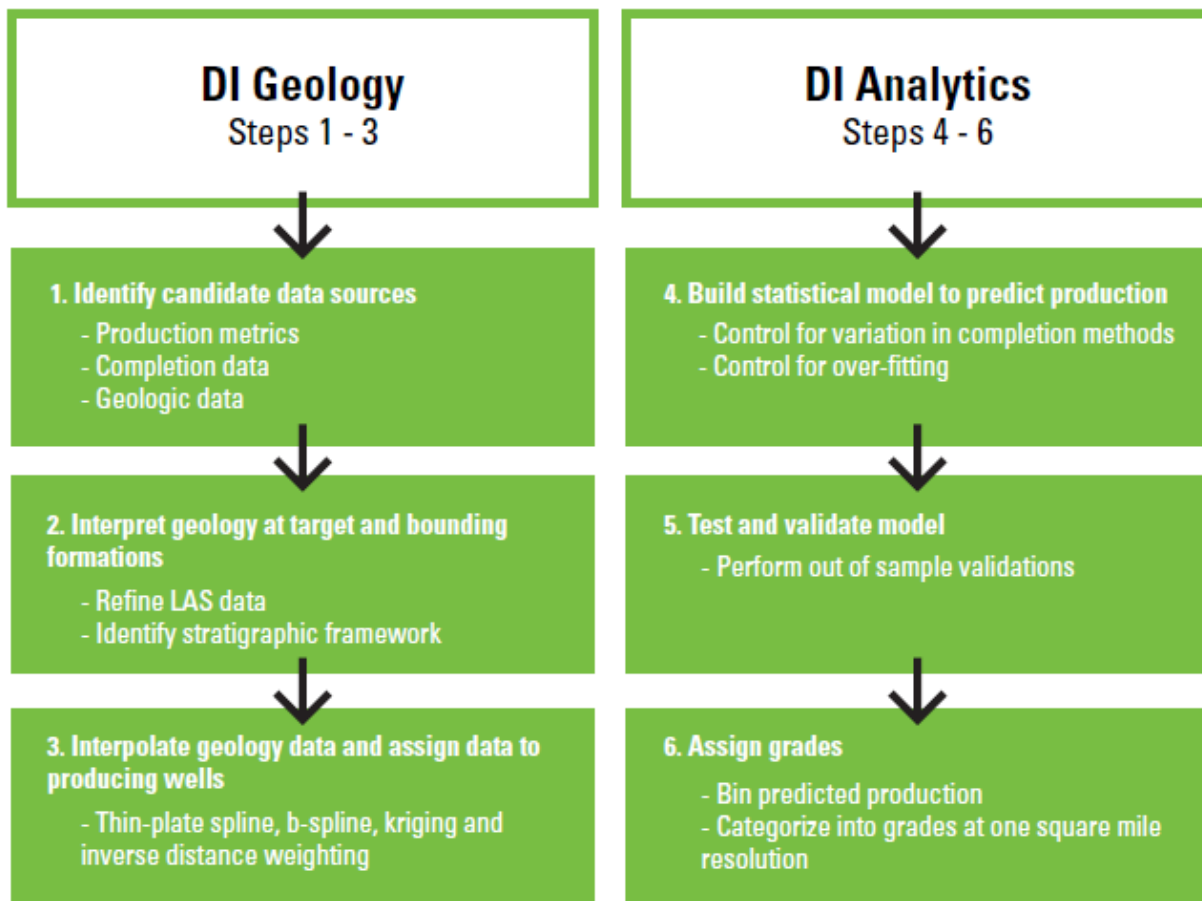 DI Geology
Steps 1 - 3
1. Identify candidate data sources
- Production metrics
- Completion data
- Geologic data
2. Interpret geology at target and bounding
formations
- Refine LAS data
- Identify stratigraphic framework
3. Interpolate geology data and assign data to
producing wells
- Thin-plate spline, b-spline, kriging and
inverse distance weighting
DI Analytics
Steps 4 - 6
4. Build statistical model to predict production
- Control for variation in completion methods
- Control for over-fitting
5. Test and validate model
- Perform out of sample validations
6. Assign grades
- Bin predicted production
- Categorize into grades at one square mile
resolution